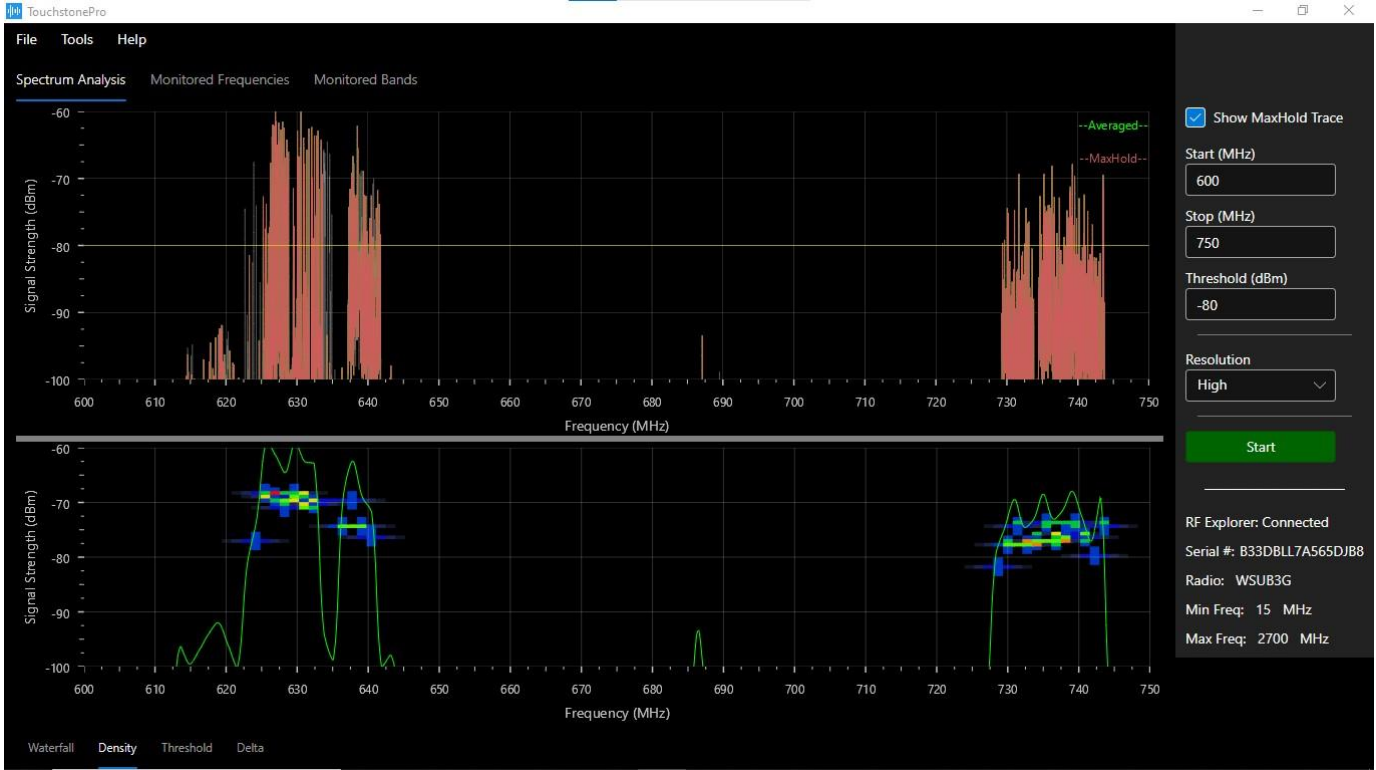 TouchstonePro
File Tools Help
Spectrum Analysis Monitored Frequencies Monitored Bands
-60
-70
-80
-90
-100
Signal Strength (dBm)
--Averaged--
--MaxHold--
600 610 620 630 640 650 660 670 680 690 700 710 720 730 740 750
Frequency (MHz)
-60
-70
-80
-90
-100
Signal Strength (dBm)
600 610 620 630 640 650 660 670 680 690 700 710 720 730 740 750
Frequency (MHz)
Waterfall Density Threshold Delta
Show MaxHold Trace
Start (MHz)
600
Stop (MHz)
750
Threshold (dBm)
-80
Resolution
High
Start
RF Explorer: Connected
Serial #: B33DBLL7A565DJB8
Radio: WSUB3G
Min Freq: 15 MHz
Max Freq: 2700 MHz